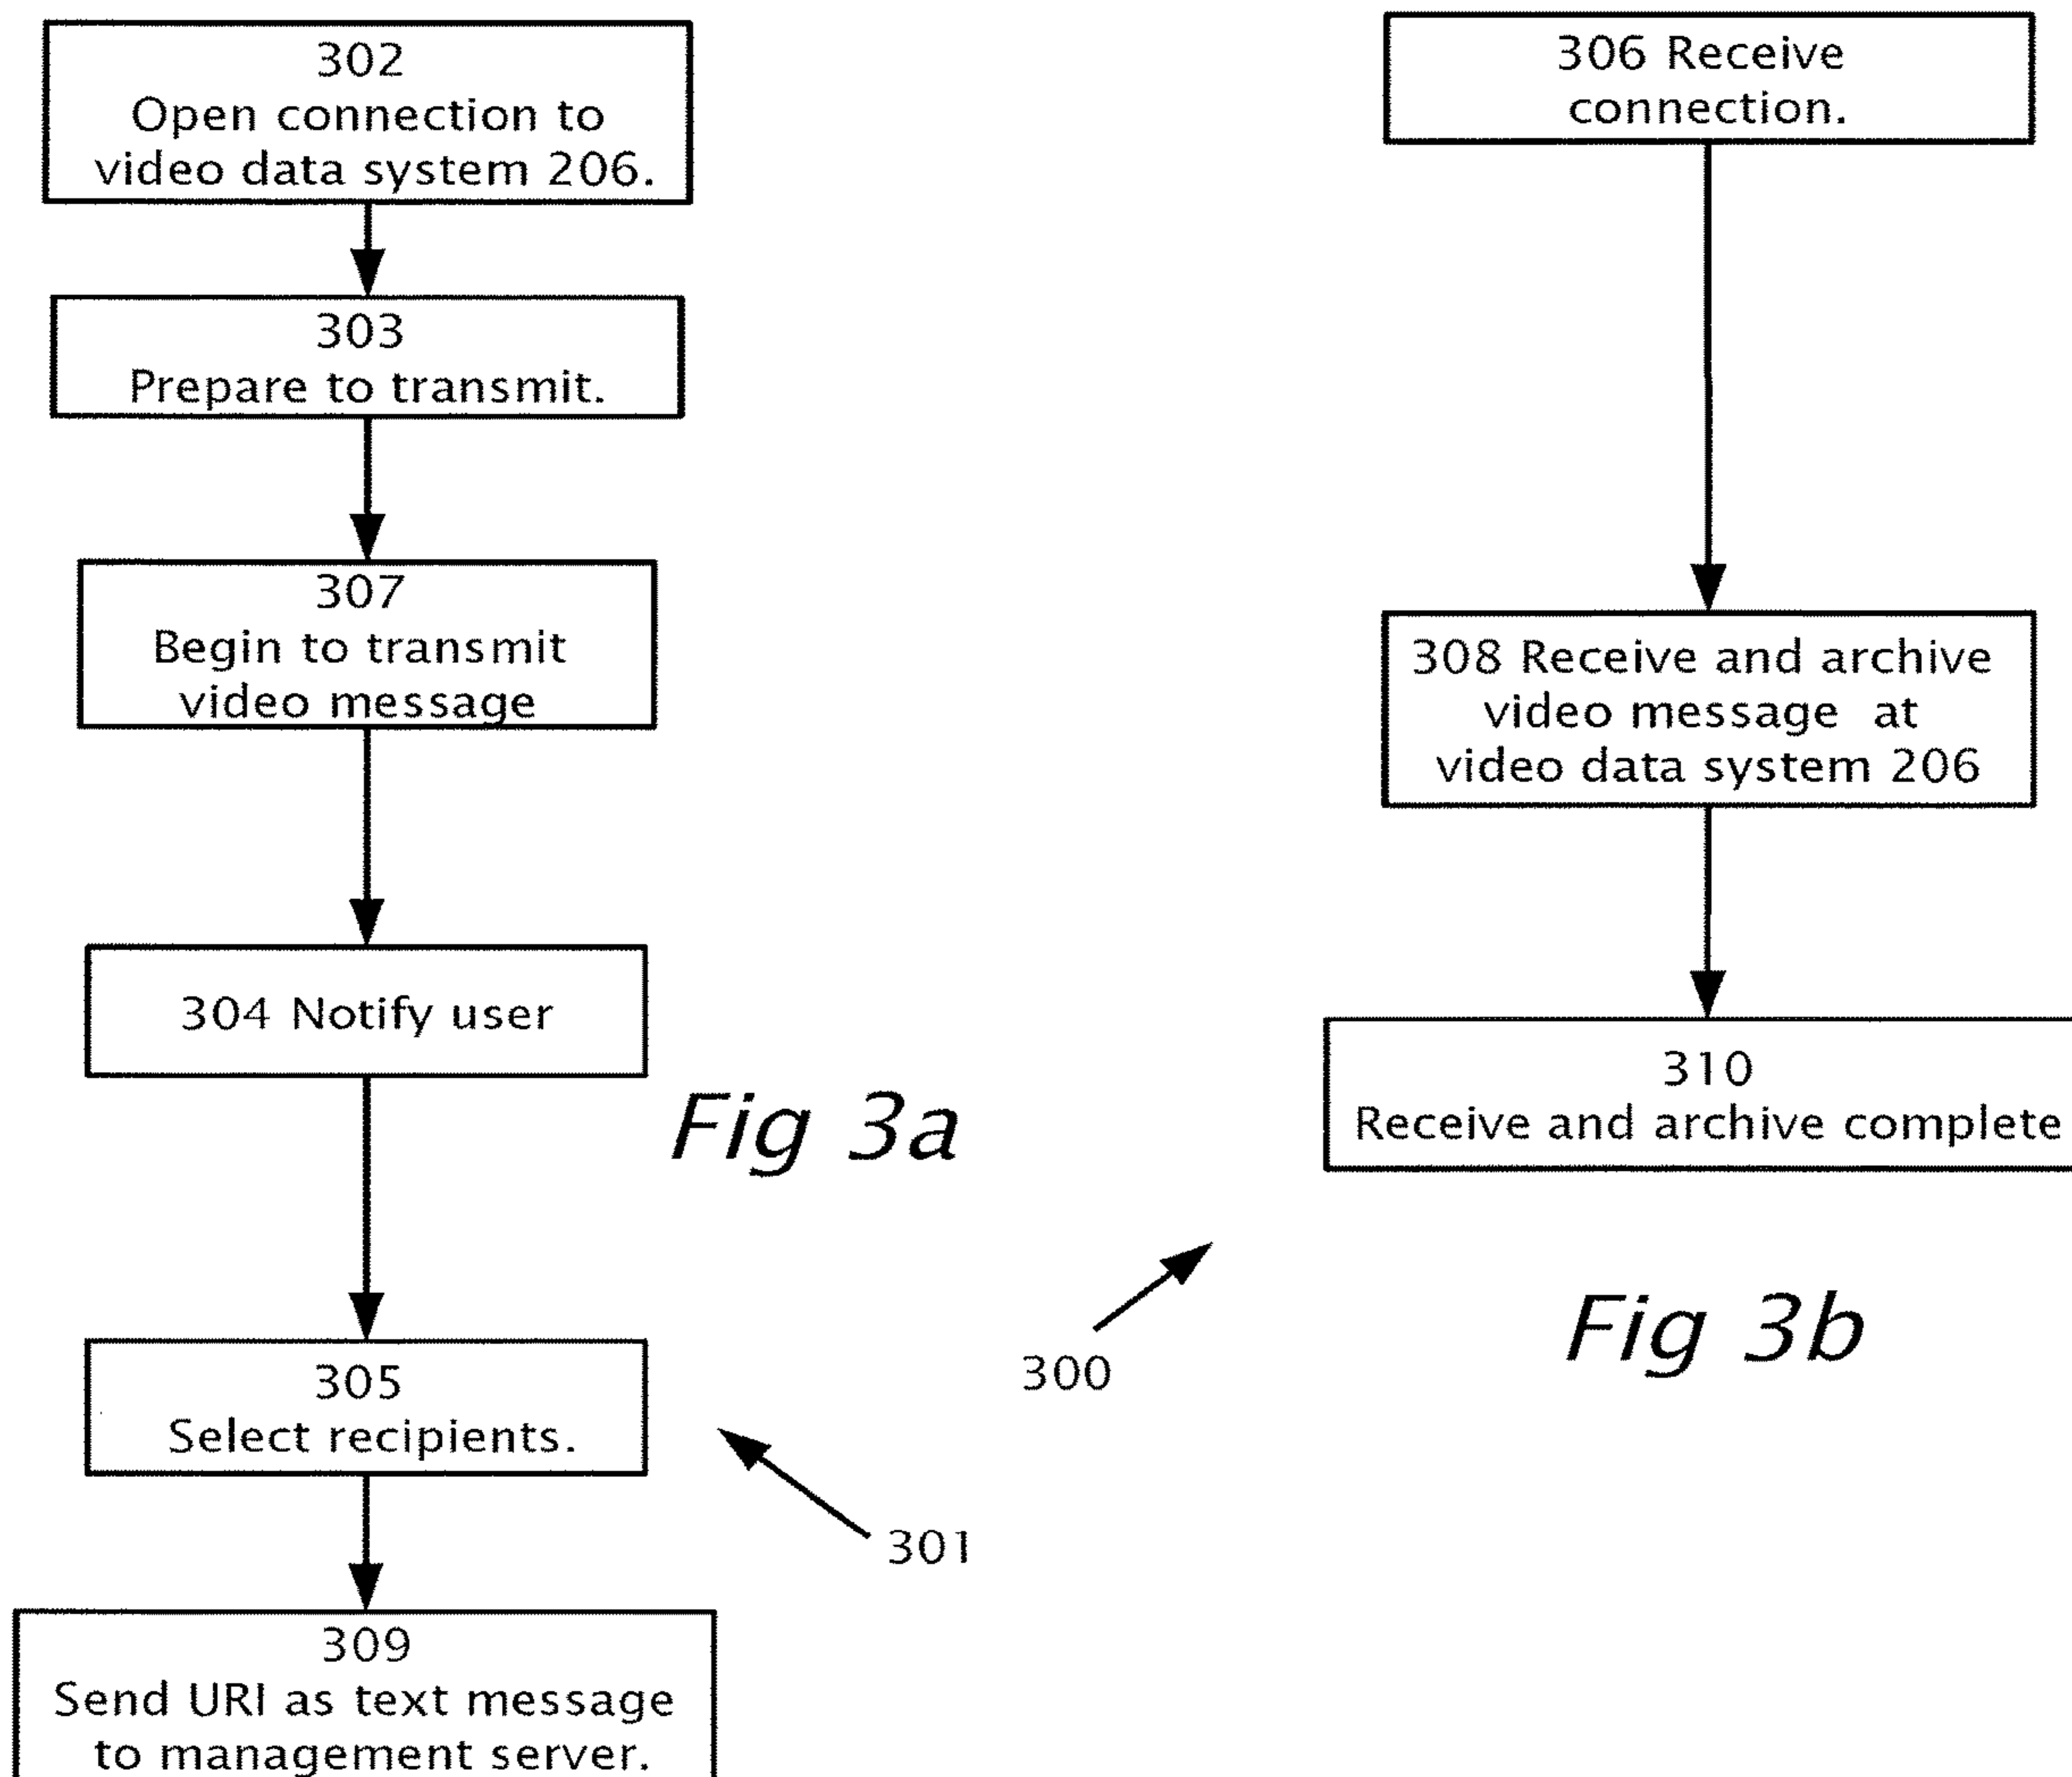 302
Open connection to
video data system 206.
303
Prepare to transmit.
307
Begin to transmit
video message
304 Notify user
Fig 3a
305
Select recipients.
301
309
Send URI as text message
to management server.
306 Receive
connection.
308 Receive and archive
video message at
video data system 206
310
Receive and archive complete
300
Fig 3b